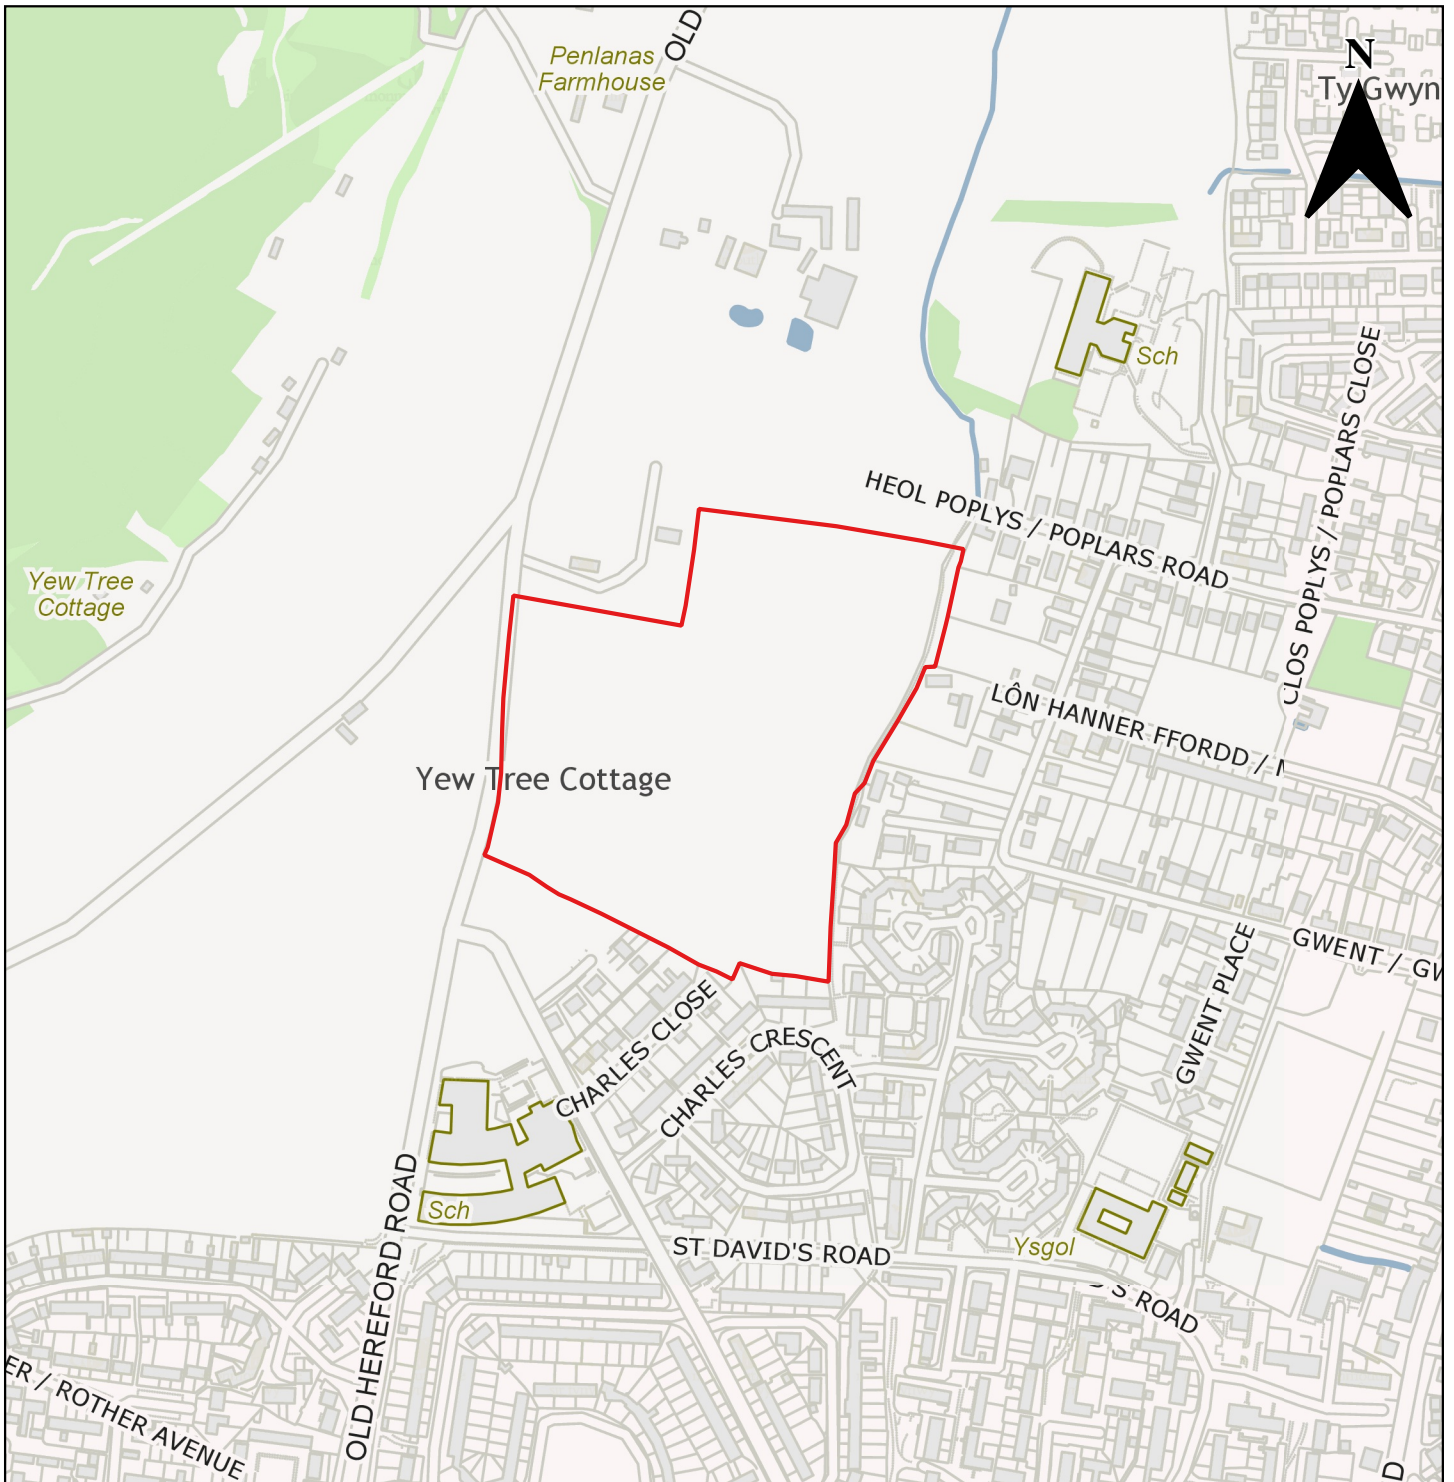 OLD
Penlanas
Farmhouse
N
Ty Gwyn
Sch
CLOS POPLYS / POPLARS CLOSE
HEOL POPLYS / POPLARS ROAD
Yew Tree
Cottage
LÔN HANNER FFORDD /
Yew Tree Cottage
GWENT /
GWENT PLACE
CHARLES CLOSE
CHARLES CRESCENT
OLD HEREFORD ROAD
Sch
ST DAVID'S ROAD
Ysgol
D'S ROAD
ER / ROTHER AVENUE
D